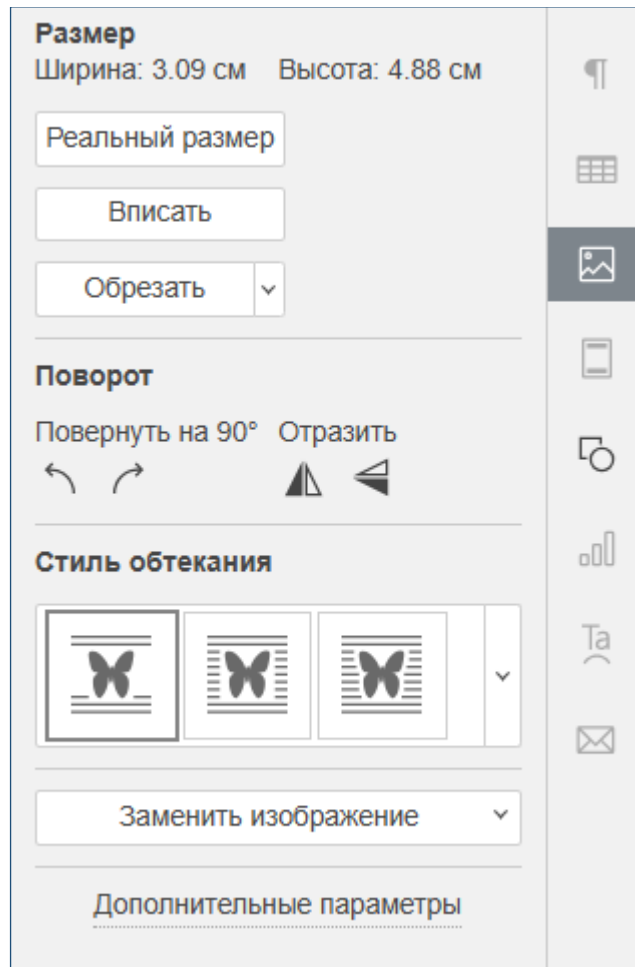 Размер
Ширина: 3.09 см Высота: 4.88 см
Реальный размер
Вписать
Обрезать
Поворот
Повернуть на 90° Отразить
Стиль обтекания
Заменить изображение
Дополнительные параметры
Ta